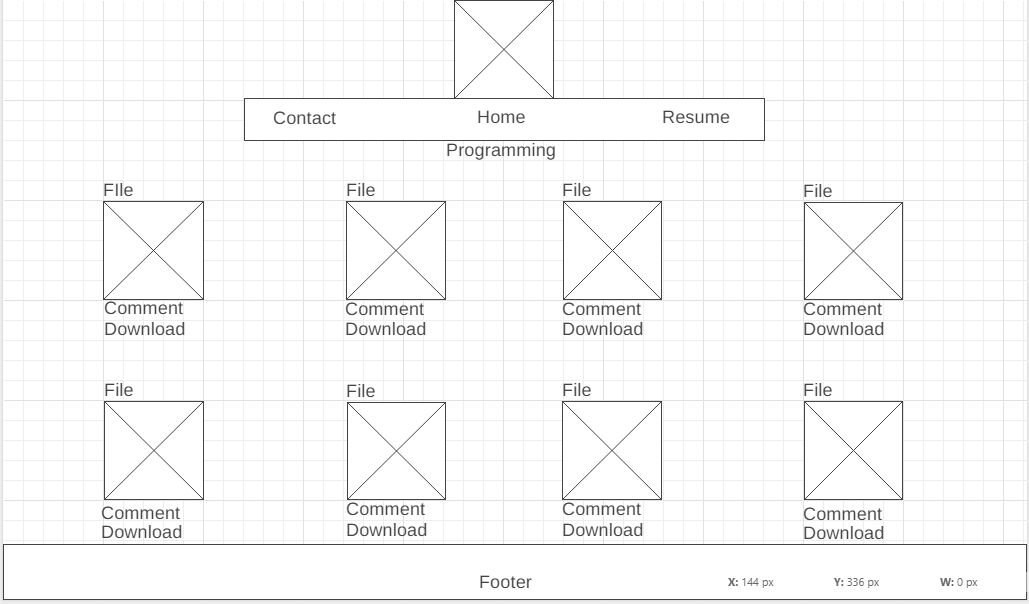 Contact Home Resume
Programming
FIle File File File
Comment Comment Comment Comment
Download Download Download Download
File File File File
Comment Comment Comment Comment
Download Download Download Download
Footer X: 144 px Y: 336 px W: 0 px